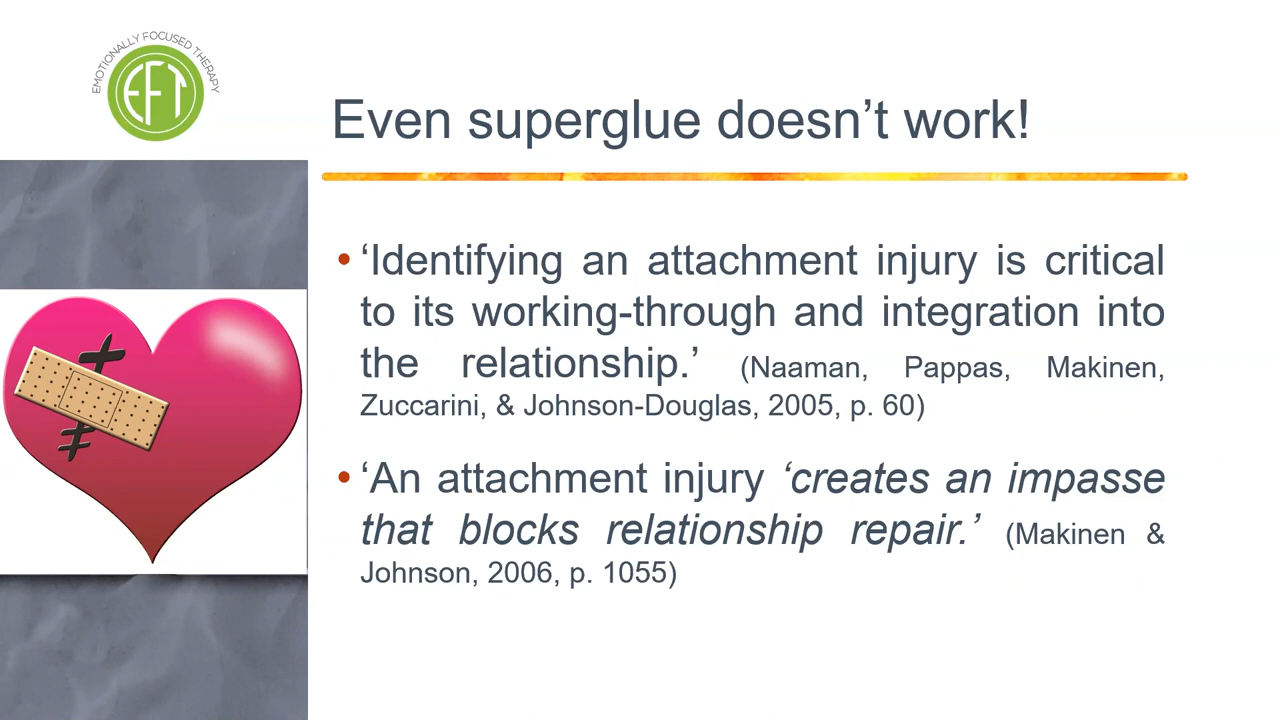 EMOTIONALLY FOCUSED THERAPY
EFT
Even superglue doesn’t work!
• ‘Identifying an attachment injury is critical
to its working-through and integration into
the relationship.’ (Naaman, Pappas, Makinen,
Zuccarini, & Johnson-Douglas, 2005, p. 60)
• ‘An attachment injury ‘creates an impasse
that blocks relationship repair.’ (Makinen &
Johnson, 2006, p. 1055)